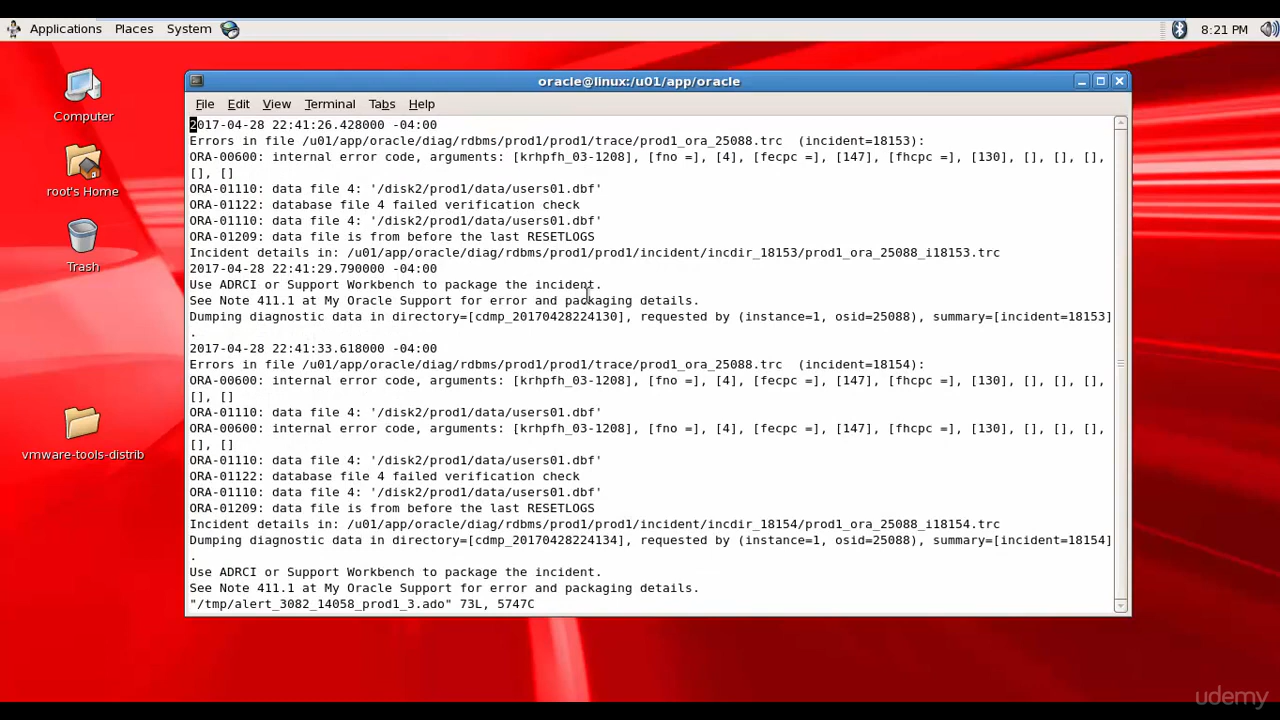 Applications Places System 8:21 PM
oracle@linux:/u01/app/oracle
File Edit View Terminal Tabs Help
2017-04-28 22:41:26.428000 -04:00
Errors in file /u01/app/oracle/diag/rdbms/prod1/prod1/trace/prod1_ora_25088.trc  (incident=18153):
ORA-00600: internal error code, arguments: [krhpfh_03-1208], [fno =], [4], [fecpc =], [147], [fhcpc =], [130], [], [], [],
[], []
ORA-01110: data file 4: '/disk2/prod1/data/users01.dbf'
ORA-01122: database file 4 failed verification check
ORA-01110: data file 4: '/disk2/prod1/data/users01.dbf'
ORA-01209: data file is from before the last RESETLOGS
Incident details in: /u01/app/oracle/diag/rdbms/prod1/prod1/incident/incdir_18153/prod1_ora_25088_i18153.trc
2017-04-28 22:41:29.790000 -04:00
Use ADRCI or Support Workbench to package the incident.
See Note 411.1 at My Oracle Support for error and packaging details.
Dumping diagnostic data in directory=[cdmp_20170428224130], requested by (instance=1, osid=25088), summary=[incident=18153]
.
2017-04-28 22:41:33.618000 -04:00
Errors in file /u01/app/oracle/diag/rdbms/prod1/prod1/trace/prod1_ora_25088.trc  (incident=18154):
ORA-00600: internal error code, arguments: [krhpfh_03-1208], [fno =], [4], [fecpc =], [147], [fhcpc =], [130], [], [], [],
[], []
ORA-01110: data file 4: '/disk2/prod1/data/users01.dbf'
ORA-00600: internal error code, arguments: [krhpfh_03-1208], [fno =], [4], [fecpc =], [147], [fhcpc =], [130], [], [], [],
[], []
ORA-01110: data file 4: '/disk2/prod1/data/users01.dbf'
ORA-01122: database file 4 failed verification check
ORA-01110: data file 4: '/disk2/prod1/data/users01.dbf'
ORA-01209: data file is from before the last RESETLOGS
Incident details in: /u01/app/oracle/diag/rdbms/prod1/prod1/incident/incdir_18154/prod1_ora_25088_i18154.trc
Dumping diagnostic data in directory=[cdmp_20170428224134], requested by (instance=1, osid=25088), summary=[incident=18154]
.
Use ADRCI or Support Workbench to package the incident.
See Note 411.1 at My Oracle Support for error and packaging details.
"/tmp/alert_3082_14058_prod1_3.ado" 73L, 5747C
Computer
root's Home
Trash
vmware-tools-distrib
udemy